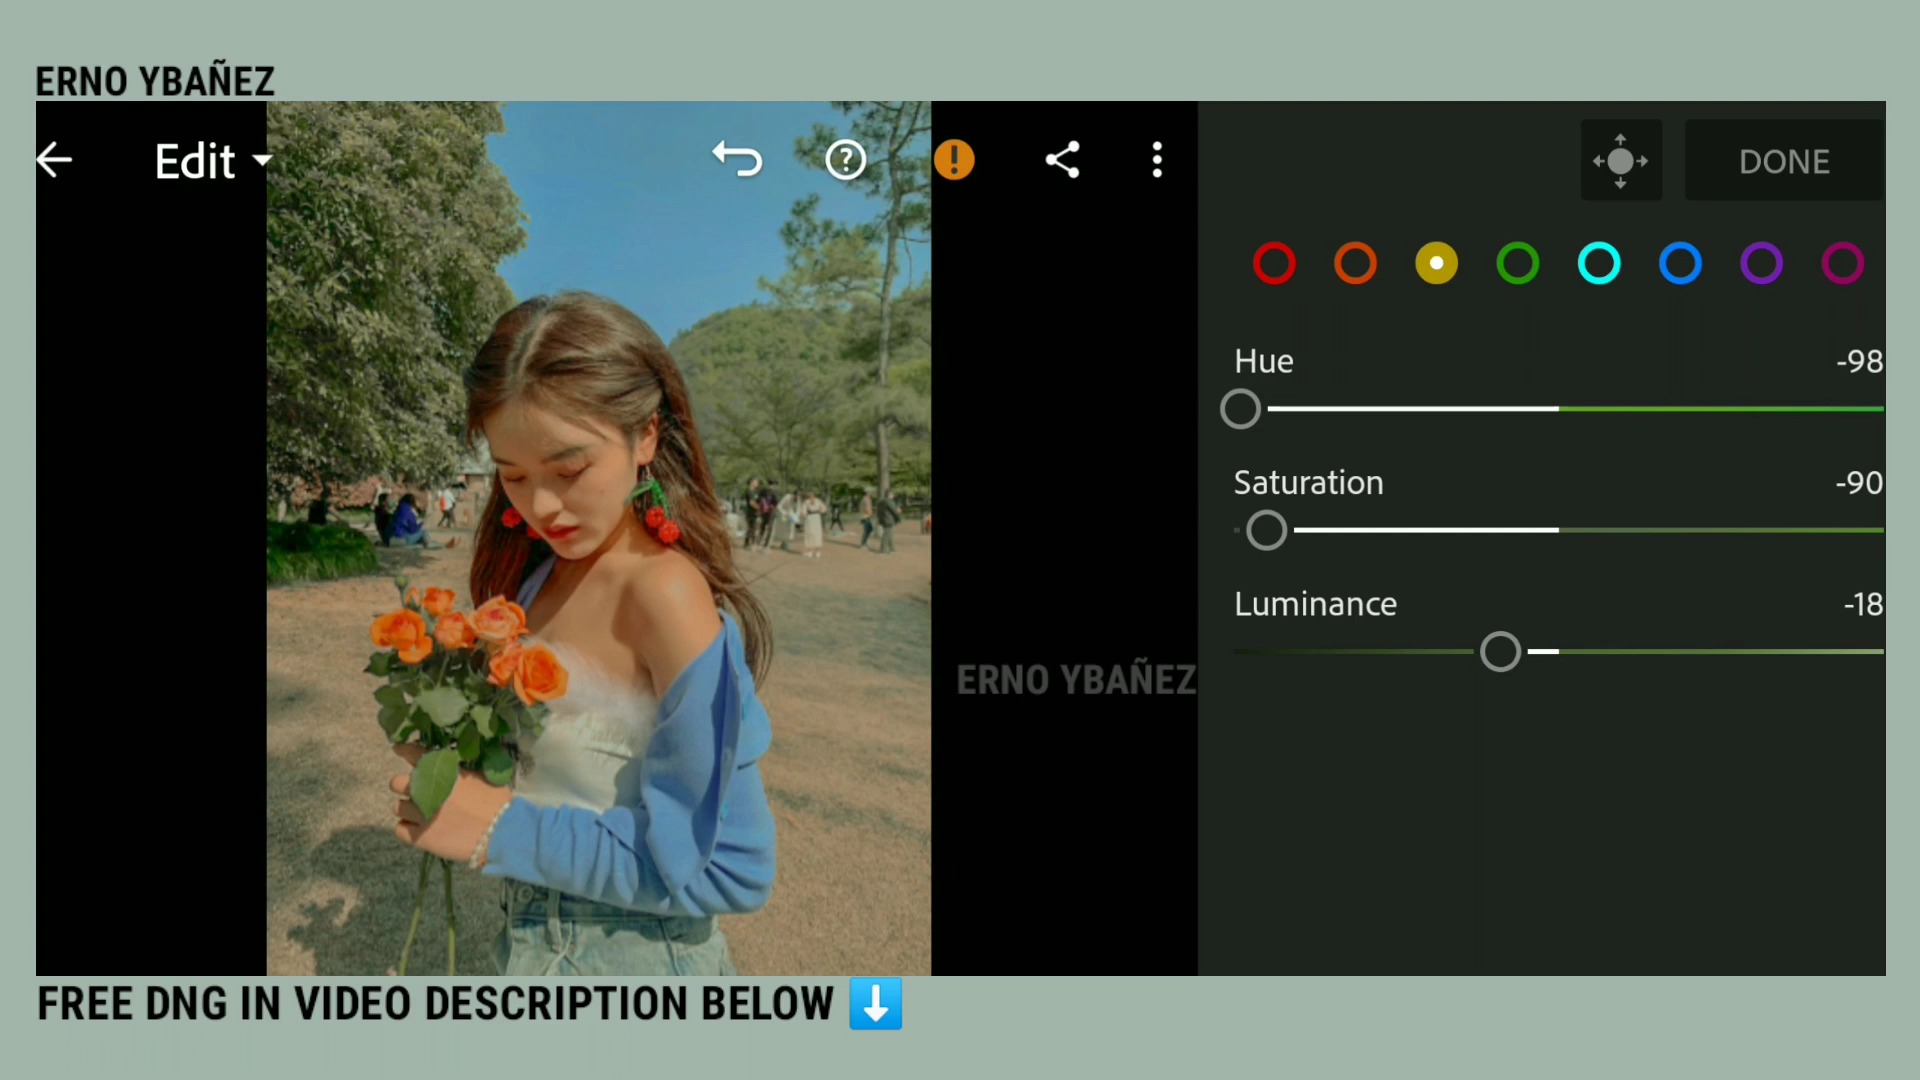 ERNO YBAÑEZ
Edit
DONE
Hue -98
Saturation -90
Luminance -18
ERNO YBAÑEZ
FREE DNG IN VIDEO DESCRIPTION BELOW